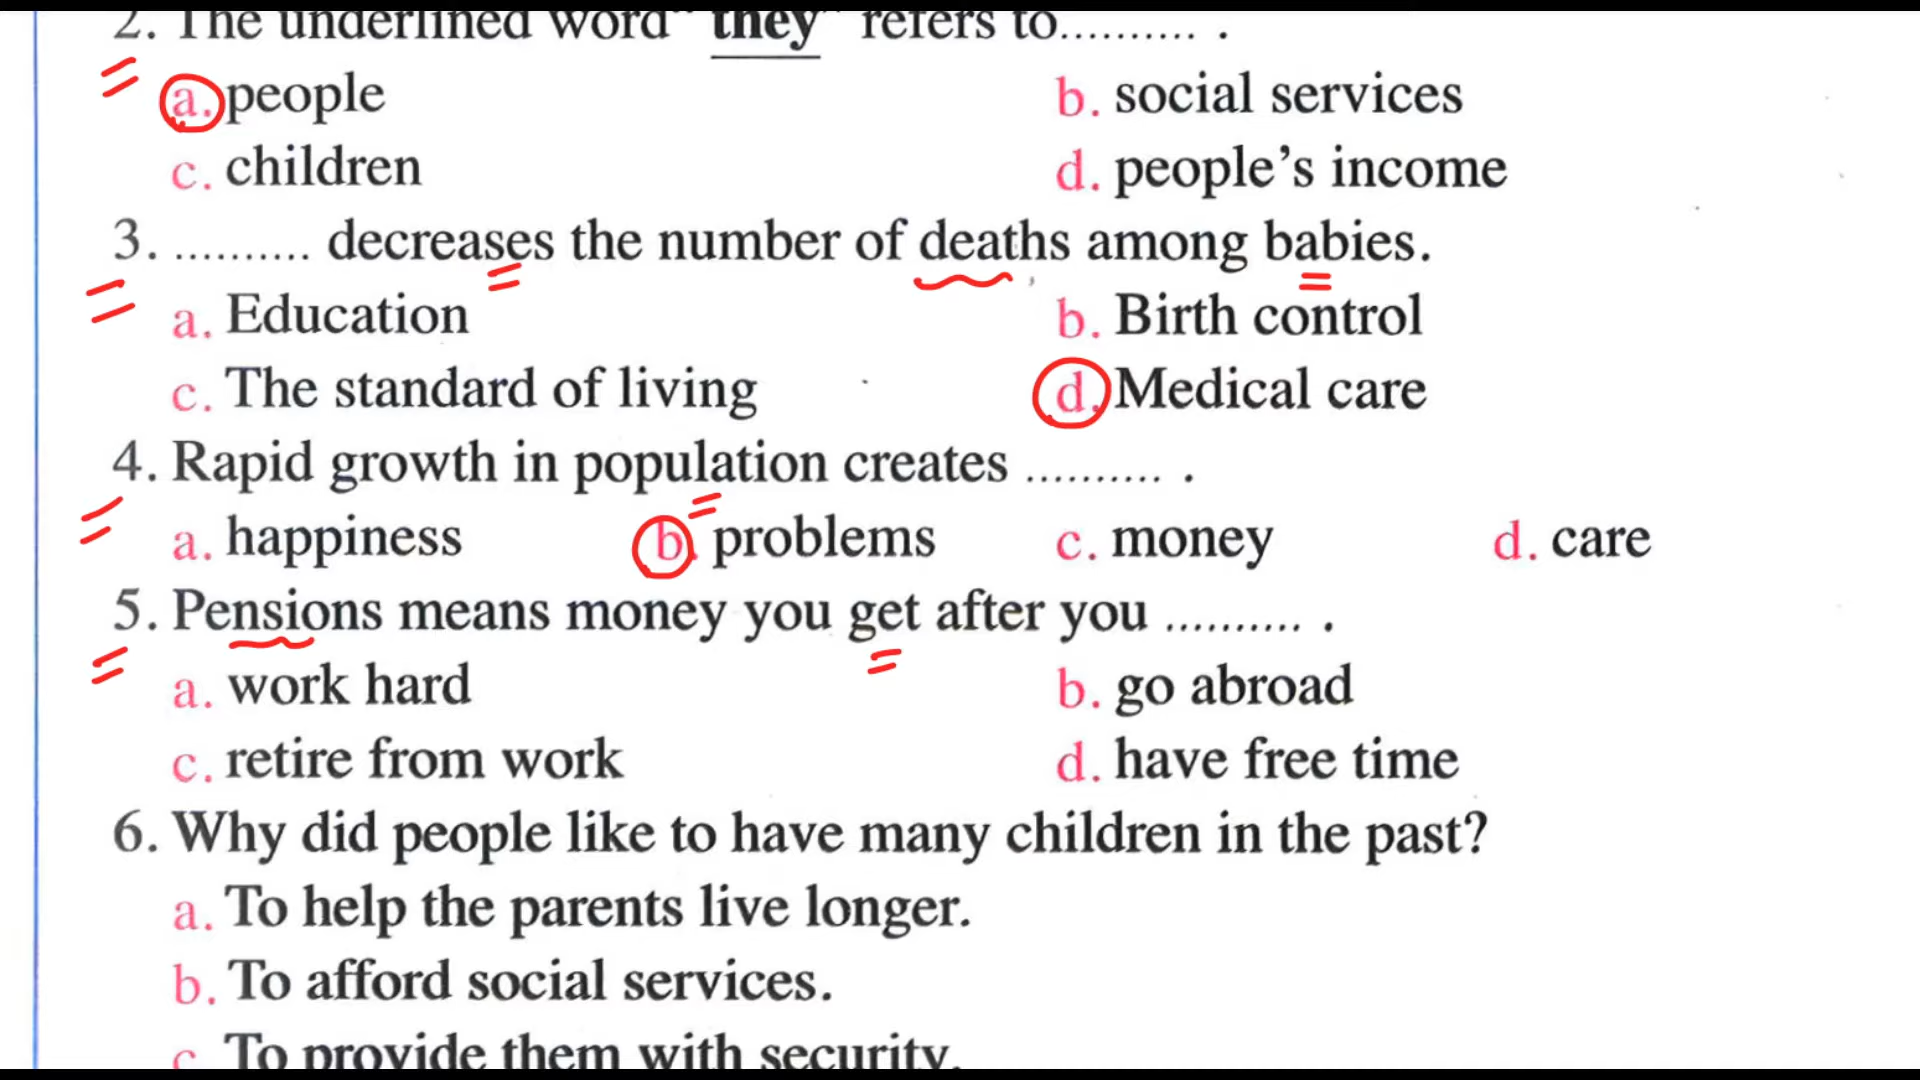 2. The underlined word "they" refers to.......... .
a. people b. social services
c. children d. people's income
3. .......... decreases the number of deaths among babies.
a. Education b. Birth control
c. The standard of living d. Medical care
4. Rapid growth in population creates .......... .
a. happiness b. problems c. money d. care
5. Pensions means money you get after you .......... .
a. work hard b. go abroad
c. retire from work d. have free time
6. Why did people like to have many children in the past?
a. To help the parents live longer.
b. To afford social services.
c. To provide them with security.